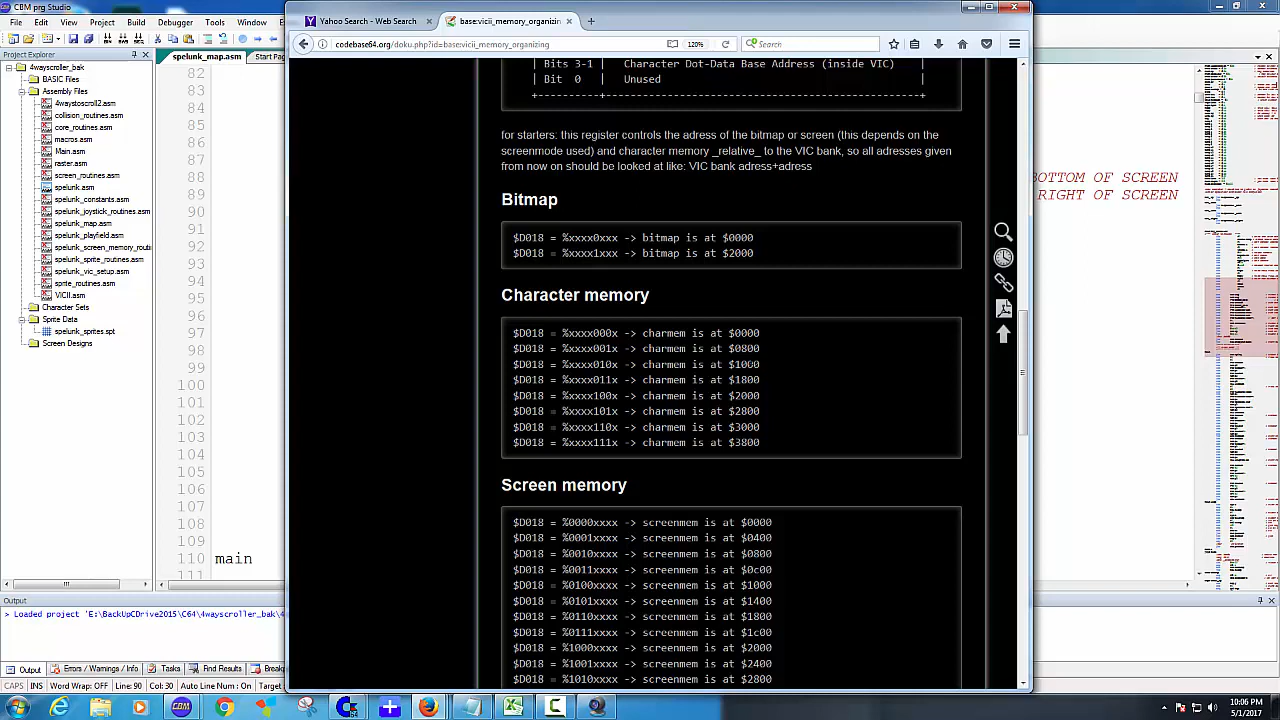 CBM prg Studio
File Edit View Project Build Debugger Tools
Project Explorer
4wayscroller_bak
BASIC Files
Assembly Files
4waystoscroll2.asm
collision_routines.asm
core_routines.asm
macros.asm
Main.asm
raster.asm
screen_routines.asm
spelunk.asm
spelunk_constants.asm
spelunk_joystick_routines.asm
spelunk_map.asm
spelunk_playfield.asm
spelunk_screen_memory_routi
spelunk_sprite_routines.asm
spelunk_vic_setup.asm
sprite_routines.asm
VICII.asm
Character Sets
Sprite Data
spelunk_sprites.spt
Screen Designs
spelunk_map.asm Start Pag
82
83
84
85
86
87
88
89
90
91
92
93
94
95
96
97
98
99
100
101
102
103
104
105
106
107
108
109
110 main
111
BOTTOM OF SCREEN
RIGHT OF SCREEN
Yahoo Search - Web Search
base:vicii_memory_organizin
codebase64.org/doku.php?id=base:vicii_memory_organizing
120%
Search
| Bits 3-1 | Character Dot-Data Base Address (inside VIC) |
| Bit 0 | Unused |
+----------+-----------------------------------------------+
for starters: this register controls the adress of the bitmap or screen (this depends on the
screenmode used) and character memory _relative_ to the VIC bank, so all adresses given
from now on should be looked at like: VIC bank adress+adress
Bitmap
$D018 = %xxxx0xxx -> bitmap is at $0000
$D018 = %xxxx1xxx -> bitmap is at $2000
Character memory
$D018 = %xxxx000x -> charmem is at $0000
$D018 = %xxxx001x -> charmem is at $0800
$D018 = %xxxx010x -> charmem is at $1000
$D018 = %xxxx011x -> charmem is at $1800
$D018 = %xxxx100x -> charmem is at $2000
$D018 = %xxxx101x -> charmem is at $2800
$D018 = %xxxx110x -> charmem is at $3000
$D018 = %xxxx111x -> charmem is at $3800
Screen memory
$D018 = %0000xxxx -> screenmem is at $0000
$D018 = %0001xxxx -> screenmem is at $0400
$D018 = %0010xxxx -> screenmem is at $0800
$D018 = %0011xxxx -> screenmem is at $0c00
$D018 = %0100xxxx -> screenmem is at $1000
$D018 = %0101xxxx -> screenmem is at $1400
$D018 = %0110xxxx -> screenmem is at $1800
$D018 = %0111xxxx -> screenmem is at $1c00
$D018 = %1000xxxx -> screenmem is at $2000
$D018 = %1001xxxx -> screenmem is at $2400
$D018 = %1010xxxx -> screenmem is at $2800
Output
> Loaded project 'E:\BackUpCDrive2015\C64\4wayscroller_bak\4
Output Errors / Warnings / Info Tasks Find Results Break
CAPS INS Word Wrap: OFF Line: 90 Col: 30 Auto Line Num : On Target
CBM
10:06 PM
5/1/2017